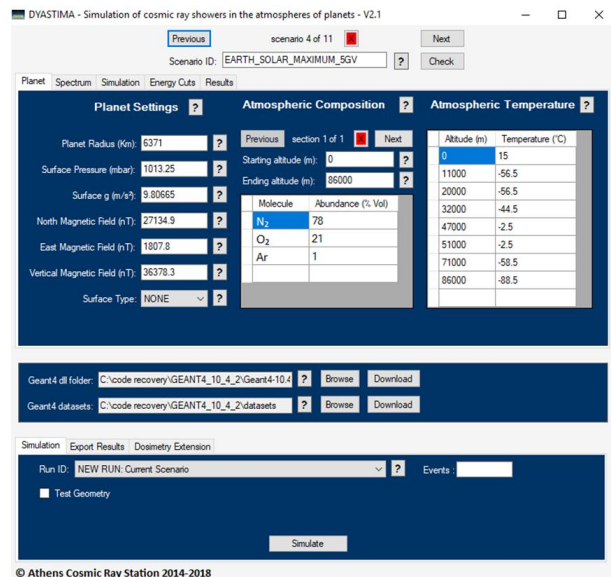 DYASTIMA - Simulation of cosmic ray showers in the atmospheres of planets - V2.1
Previous scenario 4 of 11 X Next
Scenario ID: EARTH_SOLAR_MAXIMUM_5GV ? Check
Planet Spectrum Simulation Energy Cuts Results
Planet Settings ? Atmospheric Composition ? Atmospheric Temperature ?
Planet Radius (Km): 6371 ?
Surface Pressure (mbar): 1013.25 ?
Surface g (m/s²): 9.80665 ?
North Magnetic Field (nT): 27134.9 ?
East Magnetic Field (nT): 1807.8 ?
Vertical Magnetic Field (nT): 36378.3 ?
Surface Type: NONE ?
Previous section 1 of 1 X Next
Starting altitude (m): 0 ?
Ending altitude (m): 86000 ?
Molecule Abundance (% Vol)
N₂ 78
O₂ 21
Ar 1
Altitude (m) Temperature (°C)
0 15
11000 -56.5
20000 -56.5
32000 -44.5
47000 -2.5
51000 -2.5
71000 -58.5
86000 -88.5
Geant4 dll folder: C:\code recovery\GEANT4_10_4_2\Geant4-10.4 ? Browse Download
Geant4 datasets: C:\code recovery\GEANT4_10_4_2\datasets ? Browse Download
Simulation Export Results Dosimetry Extension
Run ID: NEW RUN: Current Scenario ? Events :
Test Geometry
Simulate
© Athens Cosmic Ray Station 2014-2018